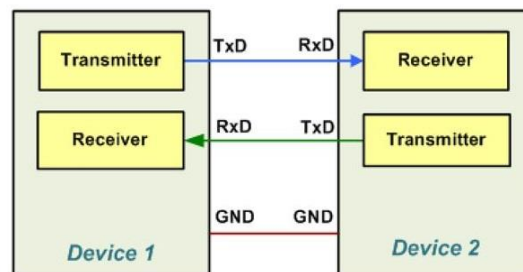 TxD RxD
Transmitter Receiver
RxD TxD
Receiver Transmitter
GND GND
Device 1 Device 2